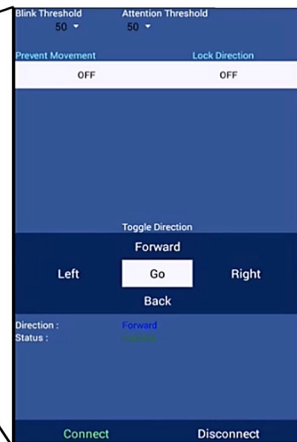 Blink Threshold Attention Threshold
50 50
Prevent Movement Lock Direction
OFF OFF
Toggle Direction
Forward
Left Go Right
Back
Direction : Forward
Status :
Connect Disconnect